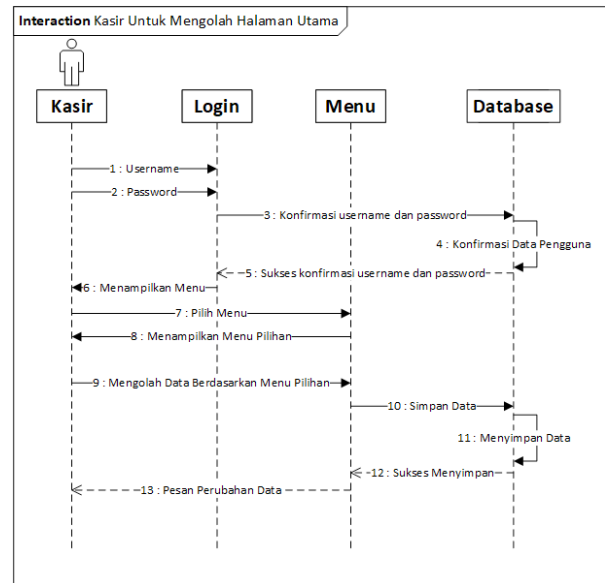 Interaction Kasir Untuk Mengolah Halaman Utama
Kasir
Login
Menu
Database
1 : Username
2 : Password
3 : Konfirmasi username dan password
4 : Konfirmasi Data Pengguna
5 : Sukses konfirmasi username dan password
6 : Menampilkan Menu
7 : Pilih Menu
8 : Menampilkan Menu Pilihan
9 : Mengolah Data Berdasarkan Menu Pilihan
10 : Simpan Data
11 : Menyimpan Data
12 : Sukses Menyimpan
13 : Pesan Perubahan Data